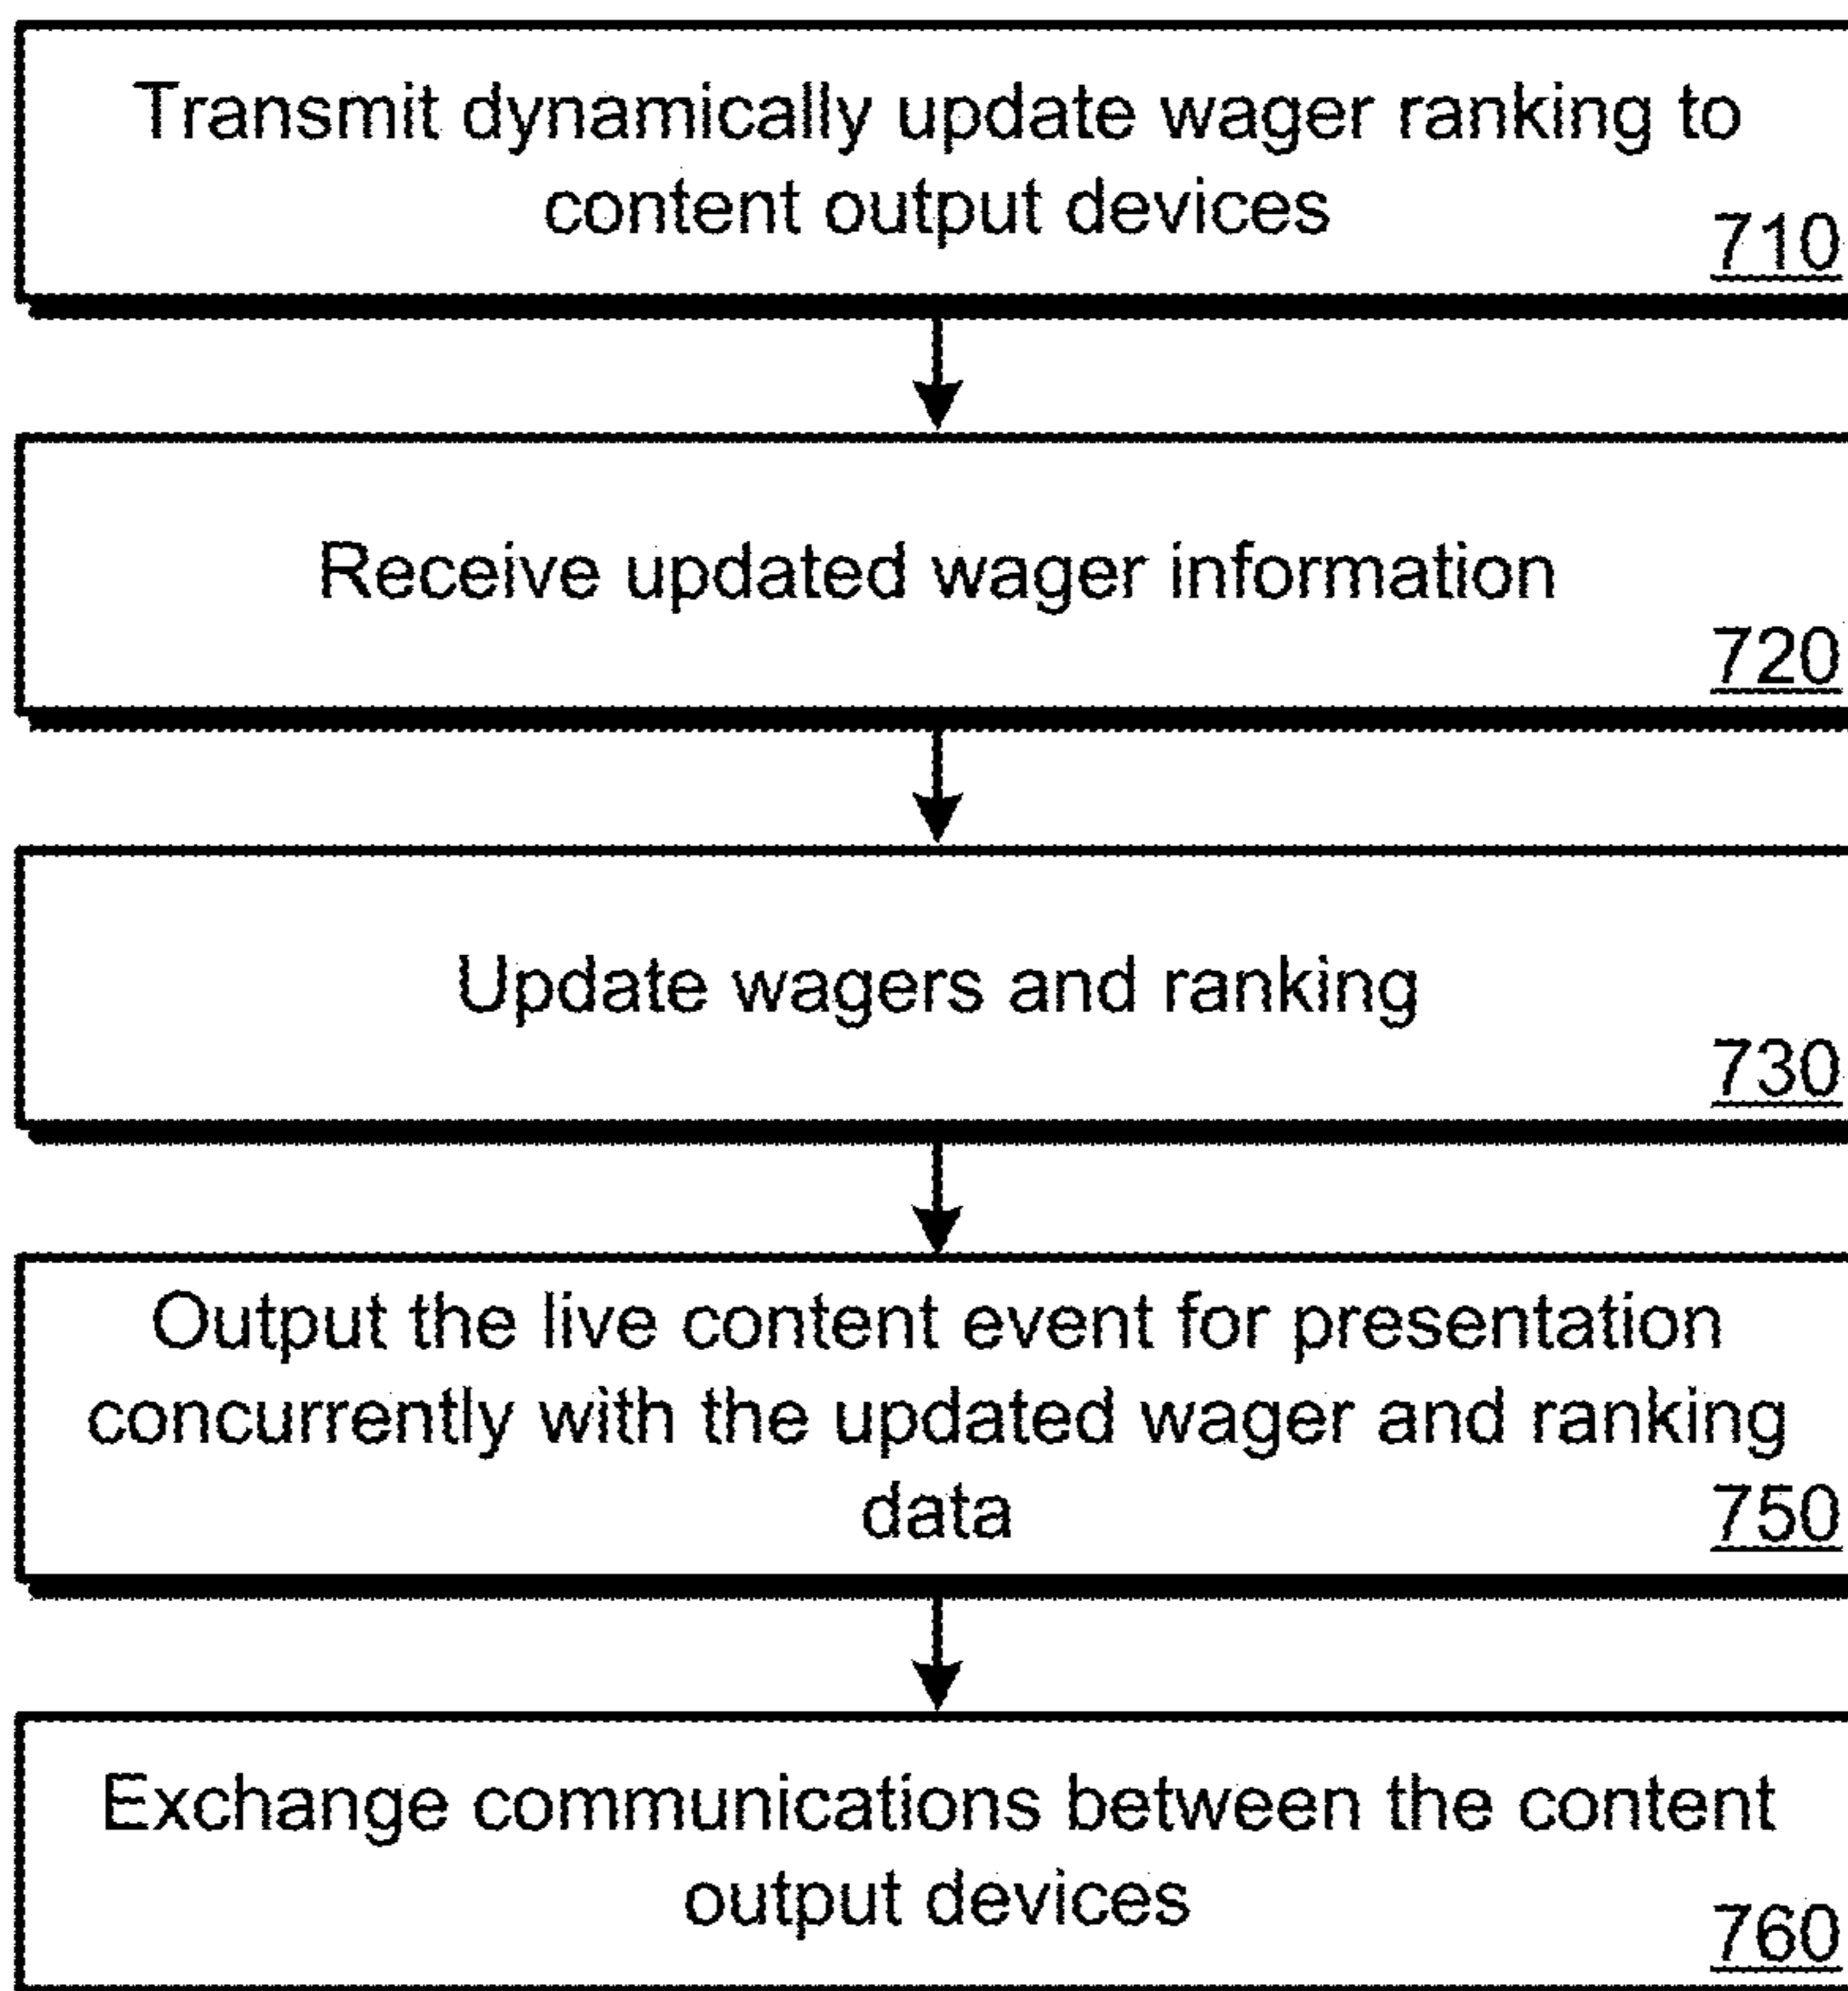 Transmit dynamically update wager ranking to
content output devices
710
Receive updated wager information
720
Update wagers and ranking
730
Output the live content event for presentation
concurrently with the updated wager and ranking
data
750
Exchange communications between the content
output devices
760